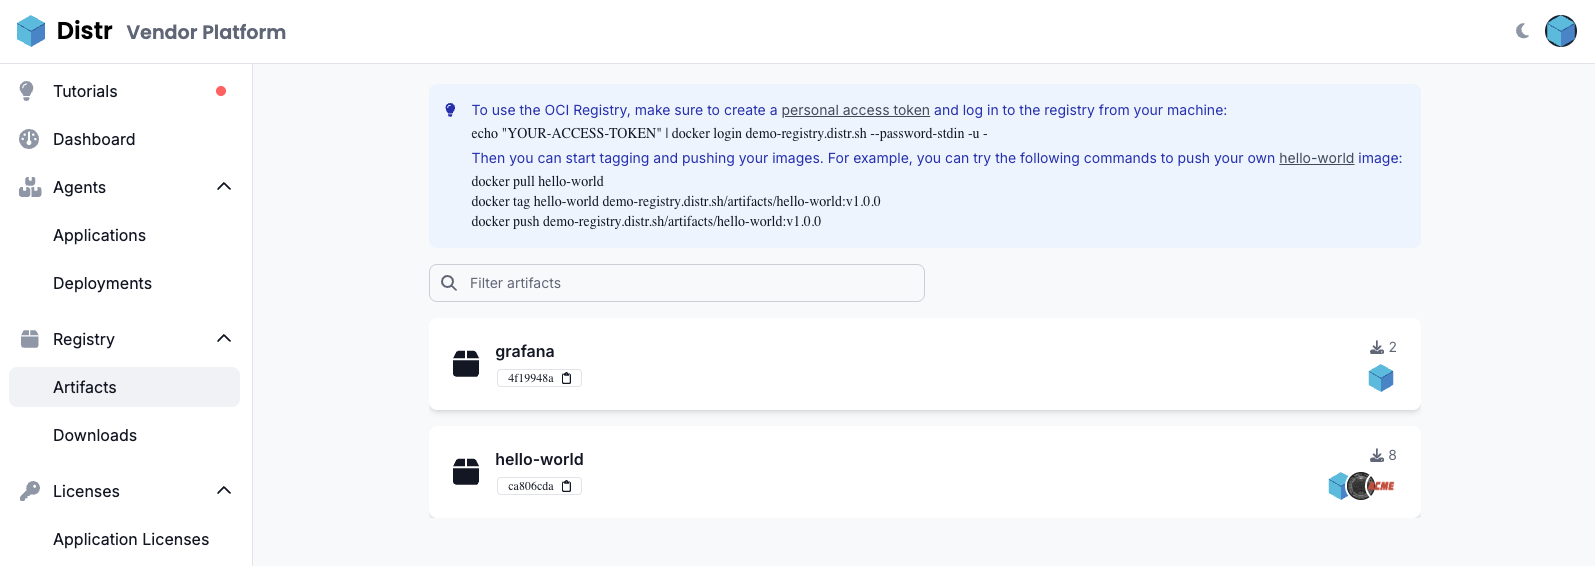 Distr Vendor Platform
Tutorials
Dashboard
Agents
Applications
Deployments
Registry
Artifacts
Downloads
Licenses
Application Licenses
To use the OCI Registry, make sure to create a personal access token and log in to the registry from your machine:
echo "YOUR-ACCESS-TOKEN" | docker login demo-registry.distr.sh --password-stdin -u -
Then you can start tagging and pushing your images. For example, you can try the following commands to push your own hello-world image:
docker pull hello-world
docker tag hello-world demo-registry.distr.sh/artifacts/hello-world:v1.0.0
docker push demo-registry.distr.sh/artifacts/hello-world:v1.0.0
Filter artifacts
grafana
2
4f19948a
hello-world
8
ca806cda
ACME